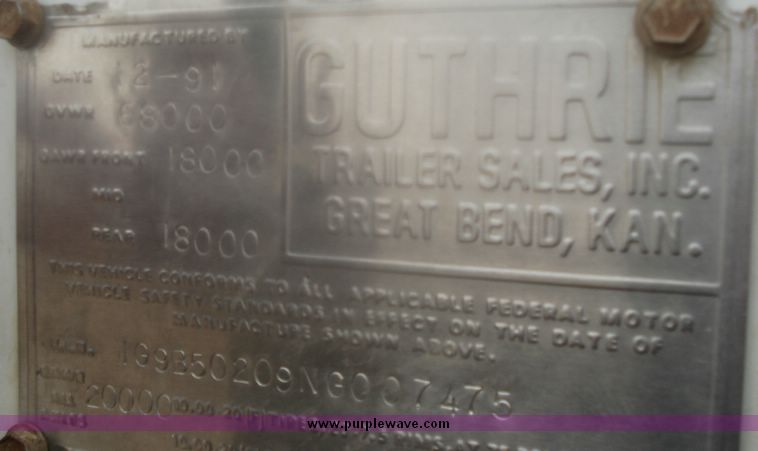 MANUFACTURED BY
DATE 12-91
GVWR 68000
GAWR FRONT 18000
MID
REAR 18000
GUTHRIE
TRAILER SALES, INC.
GREAT BEND, KAN.
THIS VEHICLE CONFORMS TO ALL APPLICABLE FEDERAL MOTOR
VEHICLE SAFETY STANDARDS IN EFFECT ON THE DATE OF
MANUFACTURE SHOWN ABOVE.
1G9B50209NG007475
20000
www.purplewave.com